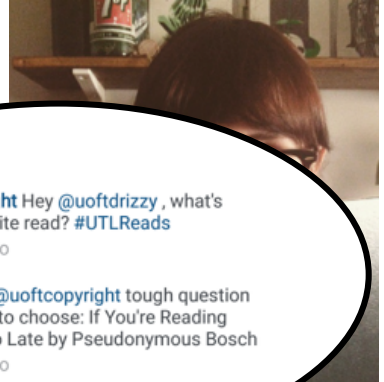 ht Hey @uoftdrizzy , what's
ite read? #UTLReads
@uoftcopyright tough question
to choose: If You're Reading
o Late by Pseudonymous Bosch